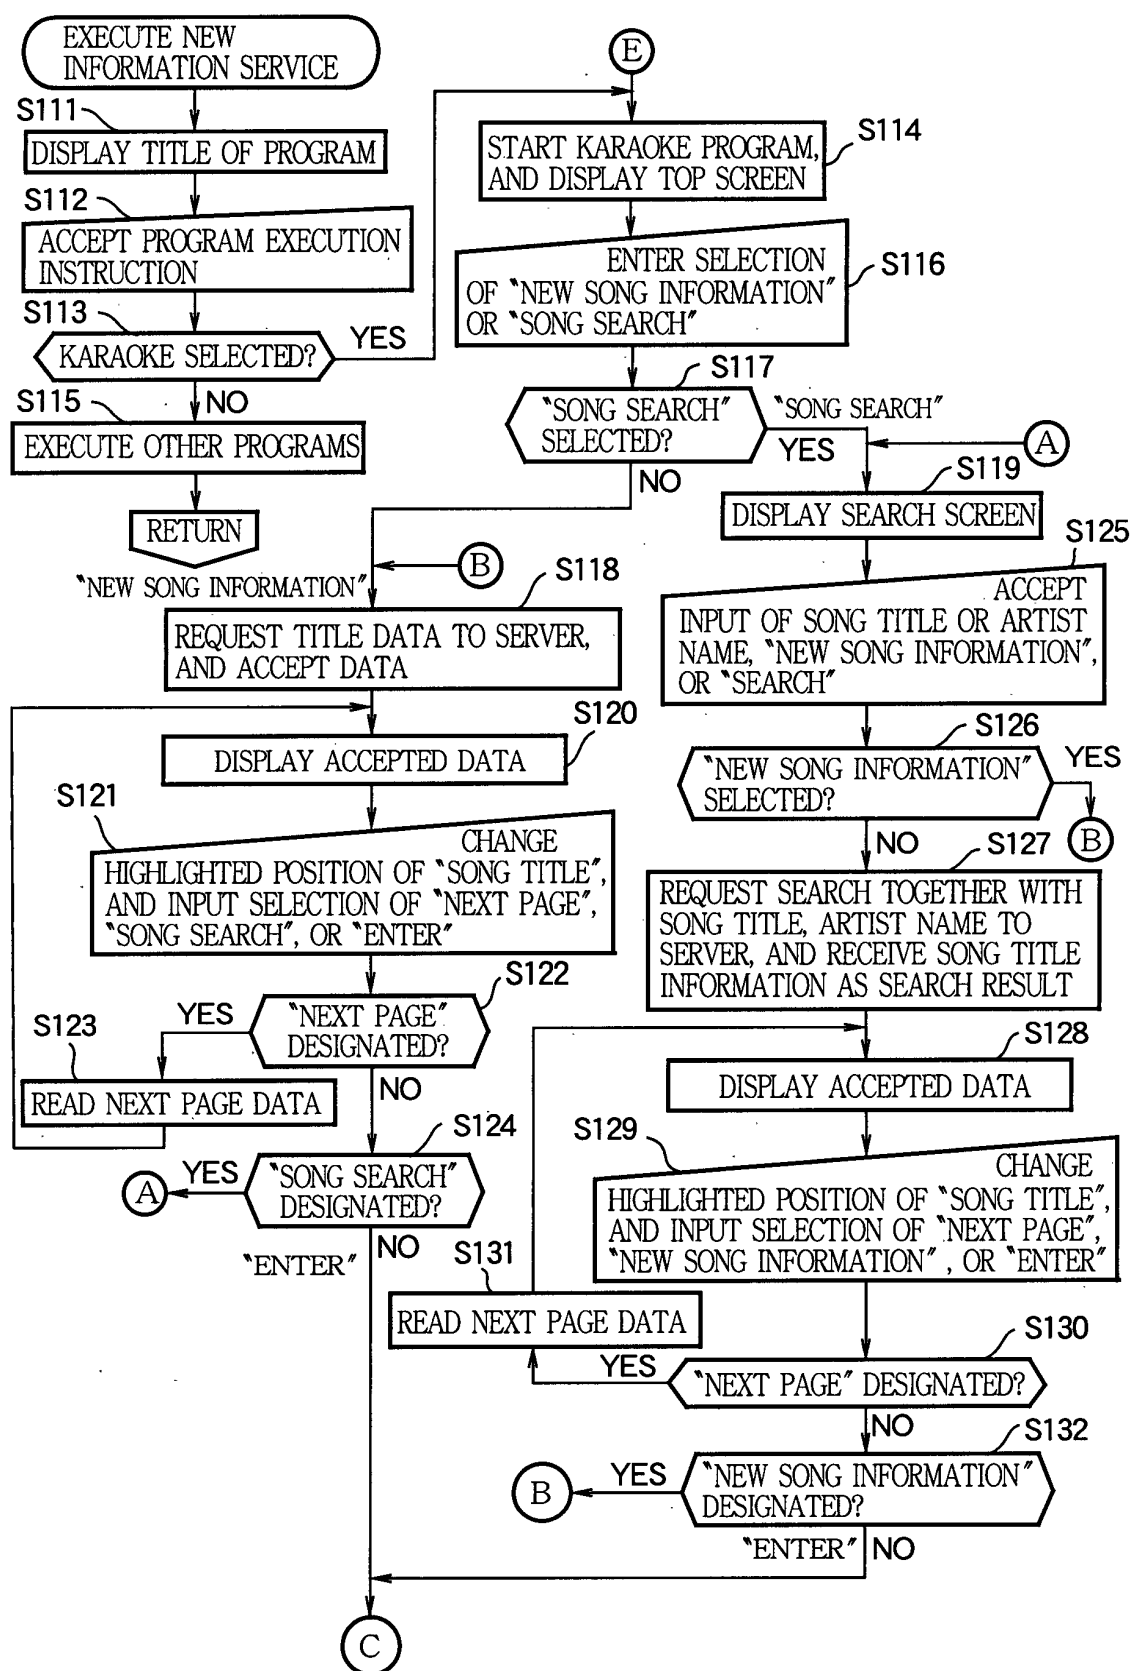 EXECUTE NEW
INFORMATION SERVICE
S111
DISPLAY TITLE OF PROGRAM
S112
ACCEPT PROGRAM EXECUTION
INSTRUCTION
S113
KARAOKE SELECTED?
YES
NO
S115
EXECUTE OTHER PROGRAMS
RETURN
E
S114
START KARAOKE PROGRAM,
AND DISPLAY TOP SCREEN
S116
ENTER SELECTION
OF "NEW SONG INFORMATION"
OR "SONG SEARCH"
S117
"SONG SEARCH"
SELECTED?
"SONG SEARCH"
YES
NO
A
"NEW SONG INFORMATION"
B
S118
REQUEST TITLE DATA TO SERVER,
AND ACCEPT DATA
S120
DISPLAY ACCEPTED DATA
S121
CHANGE
HIGHLIGHTED POSITION OF "SONG TITLE",
AND INPUT SELECTION OF "NEXT PAGE",
"SONG SEARCH", OR "ENTER"
S122
"NEXT PAGE"
DESIGNATED?
YES
NO
S123
READ NEXT PAGE DATA
S124
"SONG SEARCH"
DESIGNATED?
YES
A
NO
"ENTER"
S119
DISPLAY SEARCH SCREEN
S125
ACCEPT
INPUT OF SONG TITLE OR ARTIST
NAME, "NEW SONG INFORMATION",
OR "SEARCH"
S126
"NEW SONG INFORMATION"
SELECTED?
YES
B
NO
S127
REQUEST SEARCH TOGETHER WITH
SONG TITLE, ARTIST NAME TO
SERVER, AND RECEIVE SONG TITLE
INFORMATION AS SEARCH RESULT
S128
DISPLAY ACCEPTED DATA
S129
CHANGE
HIGHLIGHTED POSITION OF "SONG TITLE",
AND INPUT SELECTION OF "NEXT PAGE",
"NEW SONG INFORMATION", OR "ENTER"
S131
READ NEXT PAGE DATA
S130
"NEXT PAGE" DESIGNATED?
YES
NO
S132
"NEW SONG INFORMATION"
DESIGNATED?
YES
B
"ENTER"
NO
C